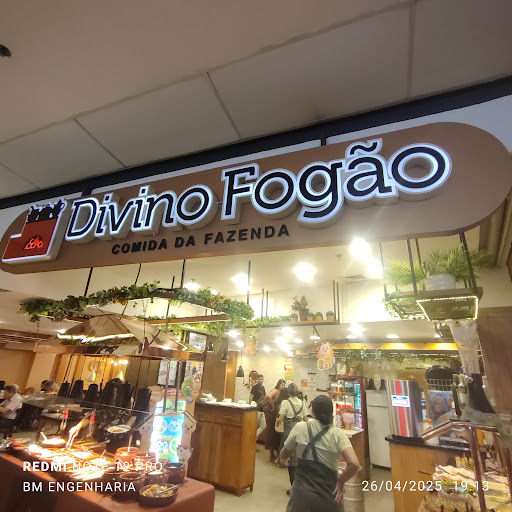 Divino Fogão
COMIDA DA FAZENDA
REDMI NOTE 12 PRO
BM ENGENHARIA
26/04/2025 19:13